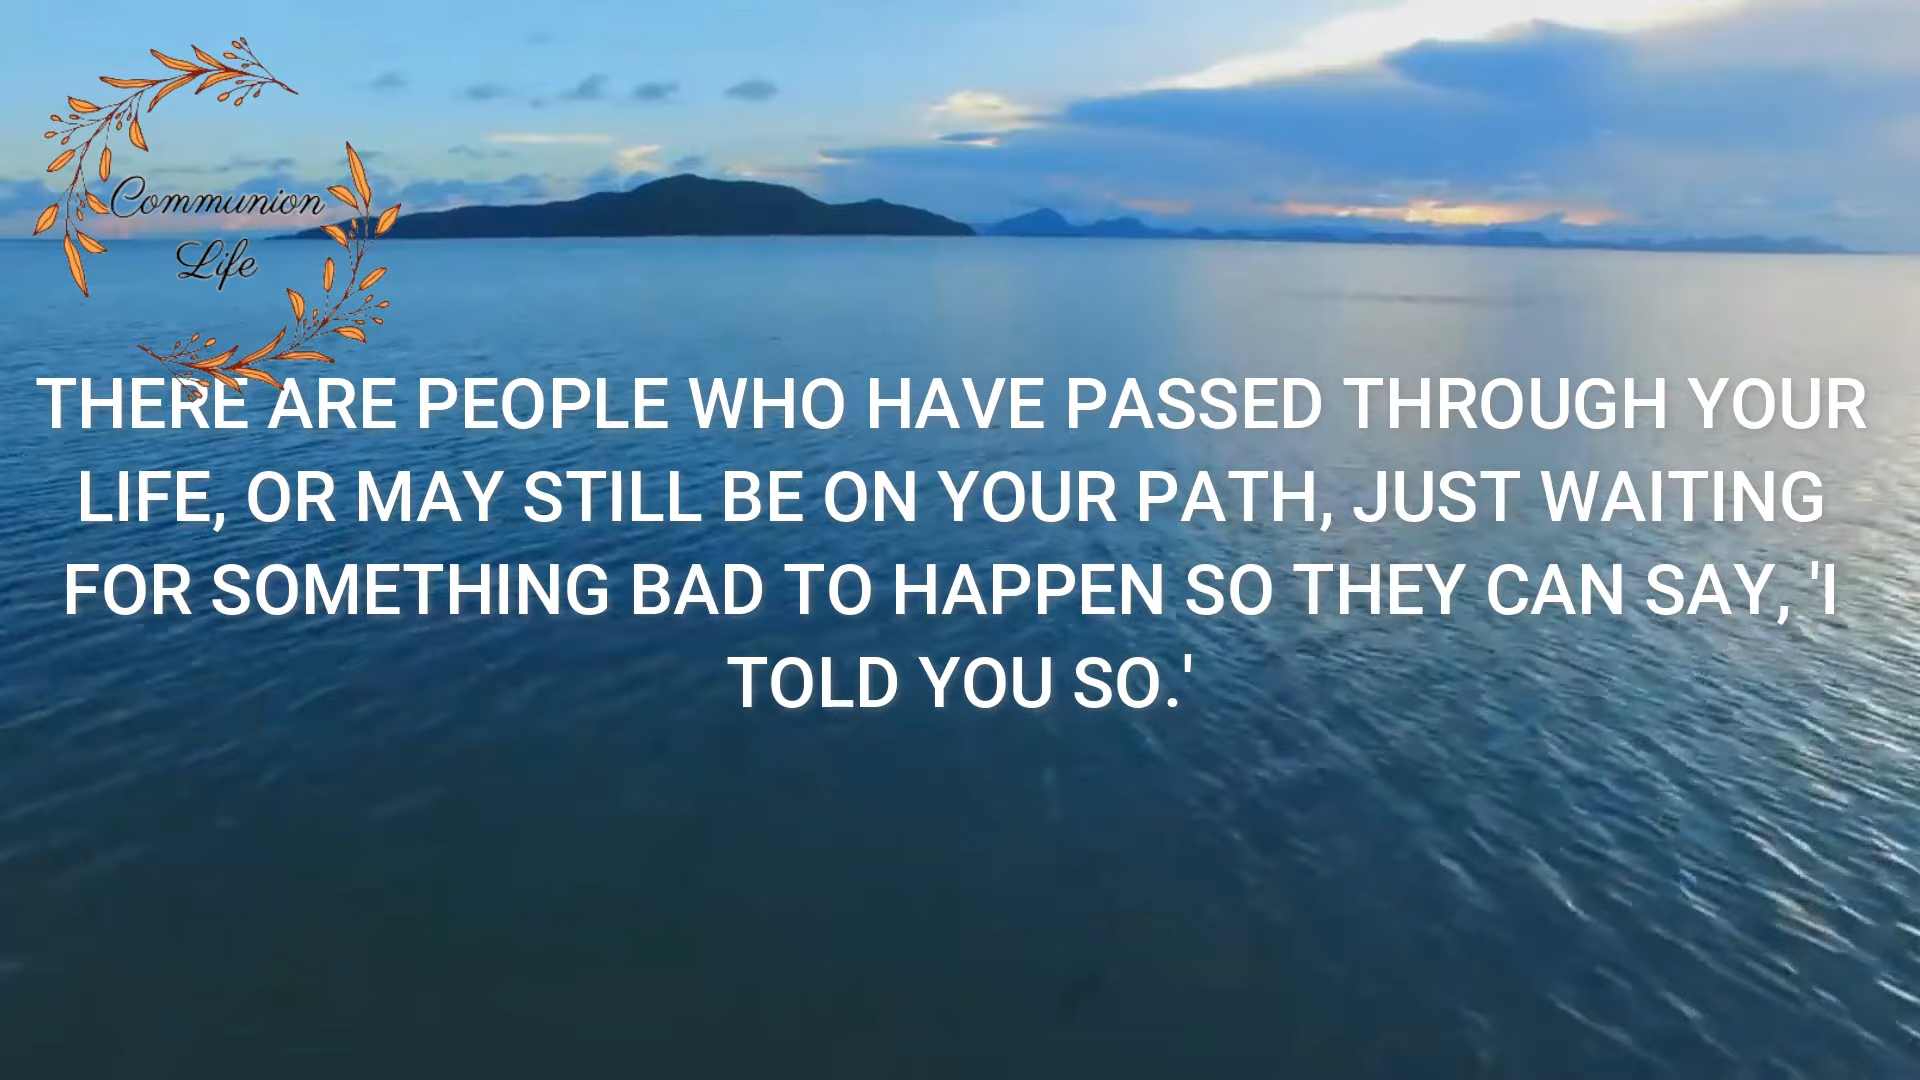 Communion
Life
THERE ARE PEOPLE WHO HAVE PASSED THROUGH YOUR
LIFE, OR MAY STILL BE ON YOUR PATH, JUST WAITING
FOR SOMETHING BAD TO HAPPEN SO THEY CAN SAY, 'I
TOLD YOU SO.'